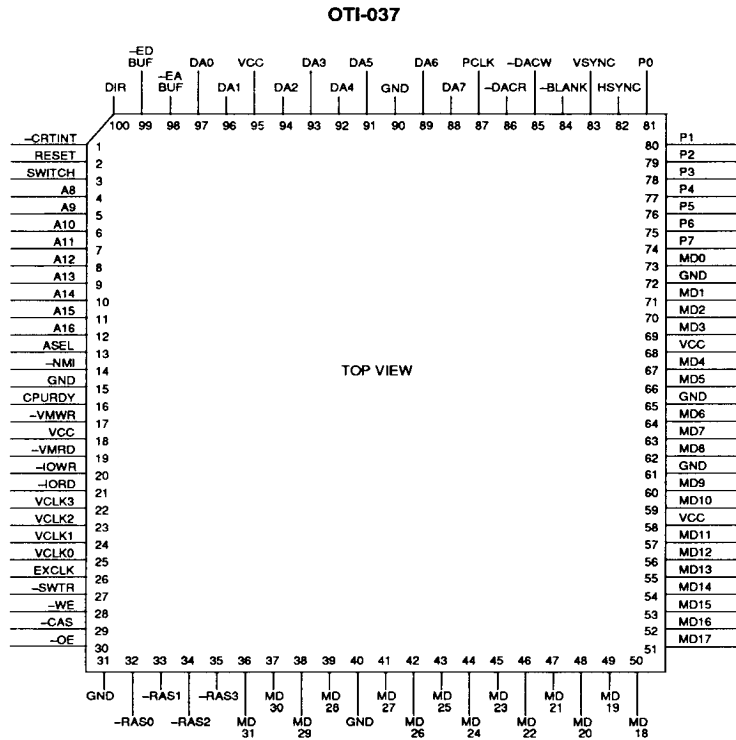 OTI-037
–ED BUF DA0 VCC DA3 DA5 DA6 PCLK –DACW VSYNC P0
DIR –EA BUF DA1 DA2 DA4 GND DA7 –DACR –BLANK HSYNC
100 99 98 97 96 95 94 93 92 91 90 89 88 87 86 85 84 83 82 81
–CRTINT 1 80 P1
RESET 2 79 P2
SWITCH 3 78 P3
A8 4 77 P4
A9 5 76 P5
A10 6 75 P6
A11 7 74 P7
A12 8 73 MD0
A13 9 72 GND
A14 10 71 MD1
A15 11 70 MD2
A16 12 69 MD3
ASEL 13 68 VCC
–NMI 14 67 MD4
TOP VIEW
GND 15 66 MD5
CPURDY 16 65 GND
–VMWR 17 64 MD6
VCC 18 63 MD7
–VMRD 19 62 MD8
–IOWR 20 61 GND
–IORD 21 60 MD9
VCLK3 22 59 MD10
VCLK2 23 58 VCC
VCLK1 24 57 MD11
VCLK0 25 56 MD12
EXCLK 26 55 MD13
–SWTR 27 54 MD14
–WE 28 53 MD15
–CAS 29 52 MD16
–OE 30 51 MD17
31 32 33 34 35 36 37 38 39 40 41 42 43 44 45 46 47 48 49 50
GND –RAS1 –RAS3 MD 30 MD 28 MD 27 MD 25 MD 23 MD 21 MD 19
–RAS0 –RAS2 MD 31 MD 29 GND MD 26 MD 24 MD 22 MD 20 MD 18